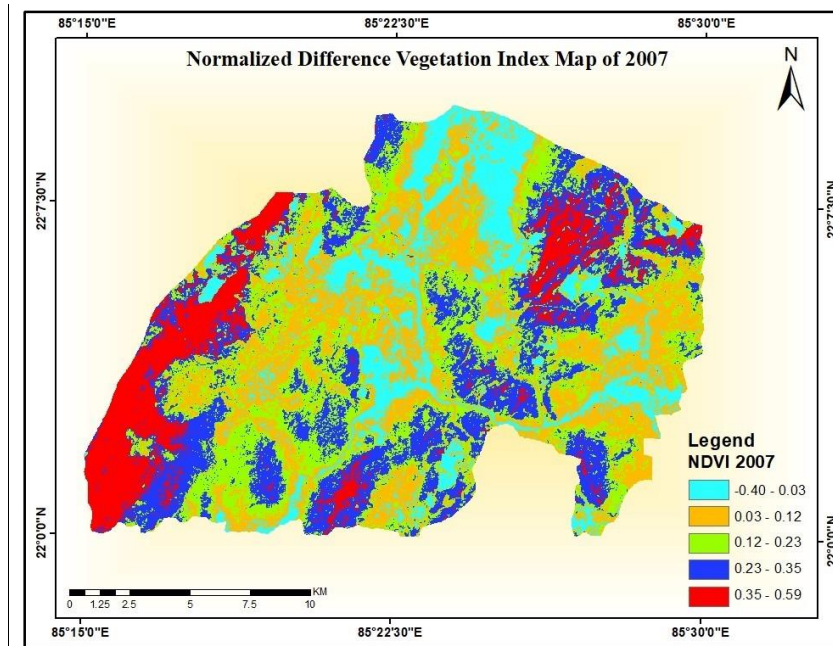 85°15'0"E 85°22'30"E 85°30'0"E
Normalized Difference Vegetation Index Map of 2007
N
22°7'30"N 22°7'30"N
Legend
NDVI 2007
-0.40 - 0.03
0.03 - 0.12
0.12 - 0.23
0.23 - 0.35
0.35 - 0.59
22°0'0"N 22°0'0"N
KM
0 1.25 2.5 5 7.5 10
85°15'0"E 85°22'30"E 85°30'0"E